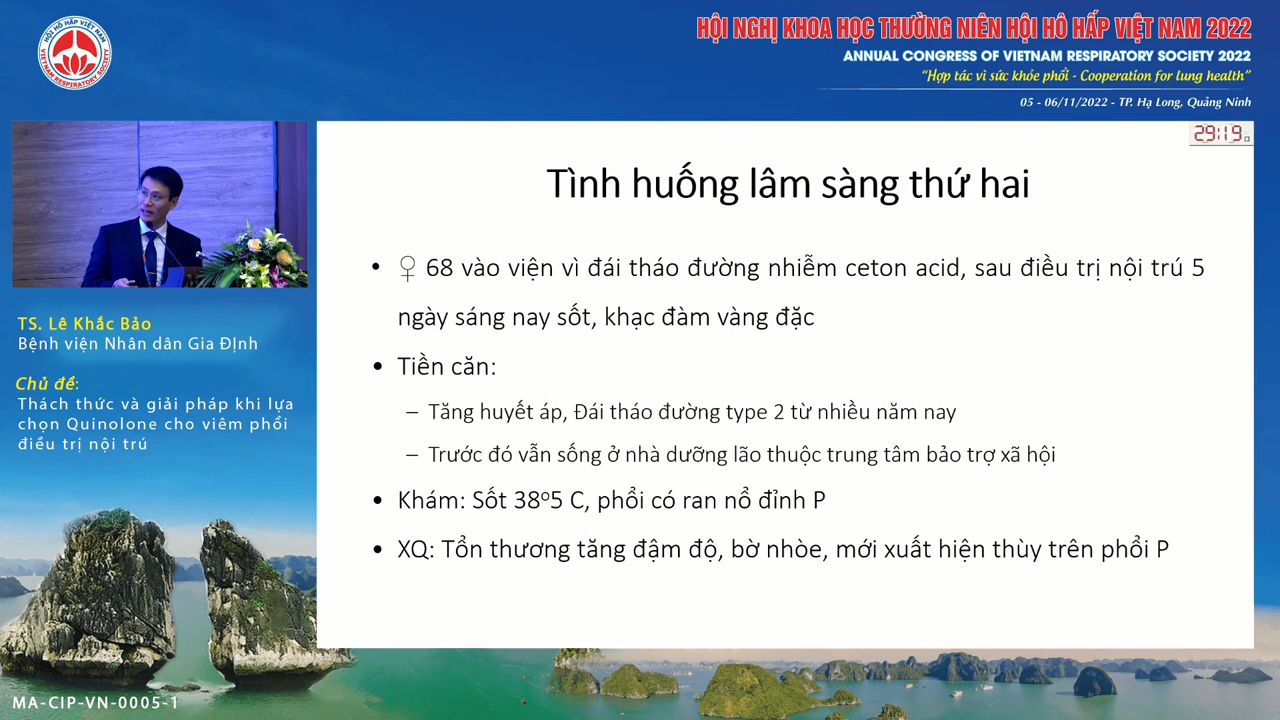 HỘI HÔ HẤP VIỆT NAM
VIETNAM RESPIRATORY SOCIETY
HỘI NGHỊ KHOA HỌC THƯỜNG NIÊN HỘI HÔ HẤP VIỆT NAM 2022
ANNUAL CONGRESS OF VIETNAM RESPIRATORY SOCIETY 2022
“Hợp tác vì sức khỏe phổi - Cooperation for lung health”
05 - 06/11/2022 - TP. Hạ Long, Quảng Ninh
29:19
Tình huống lâm sàng thứ hai
• ♀ 68 vào viện vì đái tháo đường nhiễm ceton acid, sau điều trị nội trú 5
ngày sáng nay sốt, khạc đàm vàng đặc
• Tiền căn:
– Tăng huyết áp, Đái tháo đường type 2 từ nhiều năm nay
– Trước đó vẫn sống ở nhà dưỡng lão thuộc trung tâm bảo trợ xã hội
• Khám: Sốt 38º5 C, phổi có ran nổ đỉnh P
• XQ: Tổn thương tăng đậm độ, bờ nhòe, mới xuất hiện thùy trên phổi P
TS. Lê Khắc Bảo
Bệnh viện Nhân dân Gia ĐỊnh
Chủ đề:
Thách thức và giải pháp khi lựa
chọn Quinolone cho viêm phổi
điều trị nội trú
MA-CIP-VN-0005-1